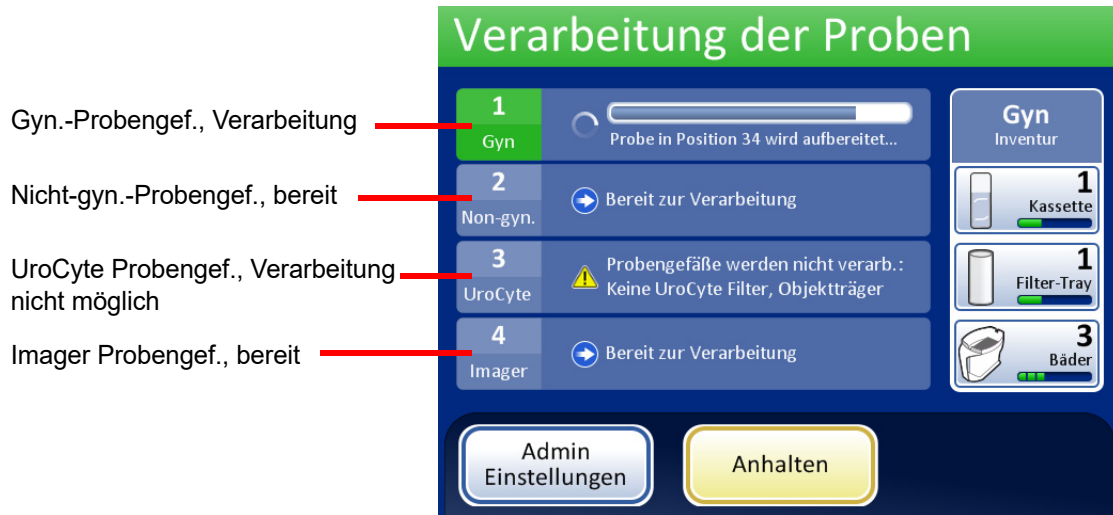 Verarbeitung der Proben
Gyn.-Probengef., Verarbeitung
Nicht-gyn.-Probengef., bereit
UroCyte Probengef., Verarbeitung
nicht möglich
Imager Probengef., bereit
1
Gyn
Probe in Position 34 wird aufbereitet...
2
Non-gyn.
Bereit zur Verarbeitung
3
UroCyte
Probengefäße werden nicht verarb.:
Keine UroCyte Filter, Objektträger
4
Imager
Bereit zur Verarbeitung
Gyn
Inventur
1
Kassette
1
Filter-Tray
3
Bäder
Admin
Einstellungen
Anhalten